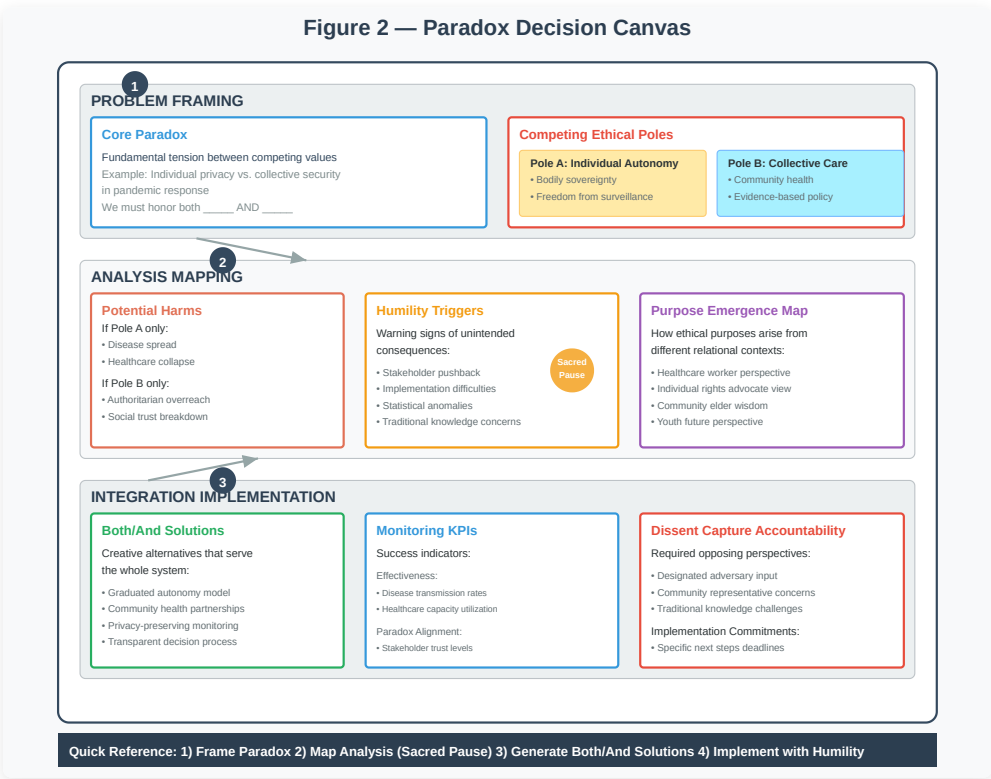 Figure 2 — Paradox Decision Canvas
1
PROBLEM FRAMING
Core Paradox
Fundamental tension between competing values
Example: Individual privacy vs. collective security
in pandemic response
We must honor both _____ AND _____
Competing Ethical Poles
Pole A: Individual Autonomy
• Bodily sovereignty
• Freedom from surveillance
Pole B: Collective Care
• Community health
• Evidence-based policy
2
ANALYSIS MAPPING
Potential Harms
If Pole A only:
• Disease spread
• Healthcare collapse
If Pole B only:
• Authoritarian overreach
• Social trust breakdown
Humility Triggers
Warning signs of unintended
consequences:
• Stakeholder pushback
• Implementation difficulties
• Statistical anomalies
• Traditional knowledge concerns
Sacred
Pause
Purpose Emergence Map
How ethical purposes arise from
different relational contexts:
• Healthcare worker perspective
• Individual rights advocate view
• Community elder wisdom
• Youth future perspective
3
INTEGRATION IMPLEMENTATION
Both/And Solutions
Creative alternatives that serve
the whole system:
• Graduated autonomy model
• Community health partnerships
• Privacy-preserving monitoring
• Transparent decision process
Monitoring KPIs
Success indicators:
Effectiveness:
• Disease transmission rates
• Healthcare capacity utilization
Paradox Alignment:
• Stakeholder trust levels
Dissent Capture Accountability
Required opposing perspectives:
• Designated adversary input
• Community representative concerns
• Traditional knowledge challenges
Implementation Commitments:
• Specific next steps deadlines
Quick Reference: 1) Frame Paradox 2) Map Analysis (Sacred Pause) 3) Generate Both/And Solutions 4) Implement with Humility